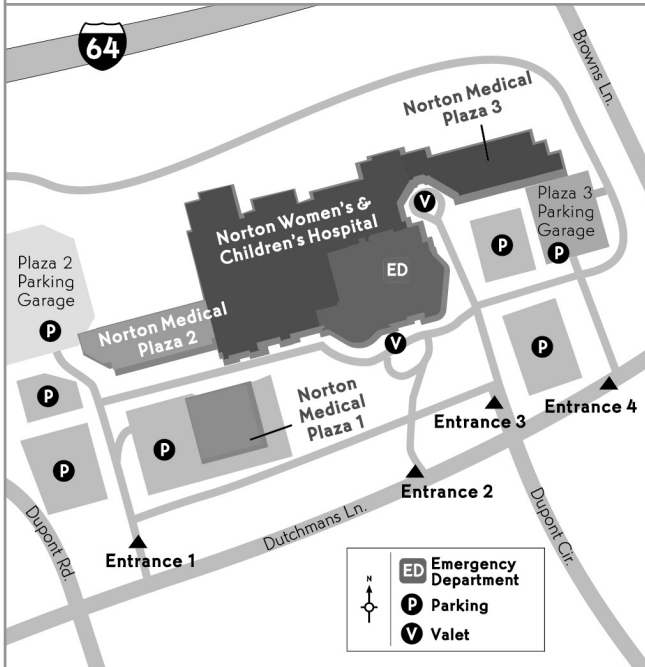 64
Browns Ln.
Norton Medical
Plaza 3
Norton Women's &
Children's Hospital
V
Plaza 3
Parking
Garage
P
P
ED
Plaza 2
Parking
Garage
P
Norton Medical
Plaza 2
V
P
P
Norton
Medical
Plaza 1
P
P
Entrance 4
Entrance 3
Entrance 2
Entrance 1
Dupont Rd.
Dutchmans Ln.
Dupont Cir.
N
ED Emergency
Department
P Parking
V Valet